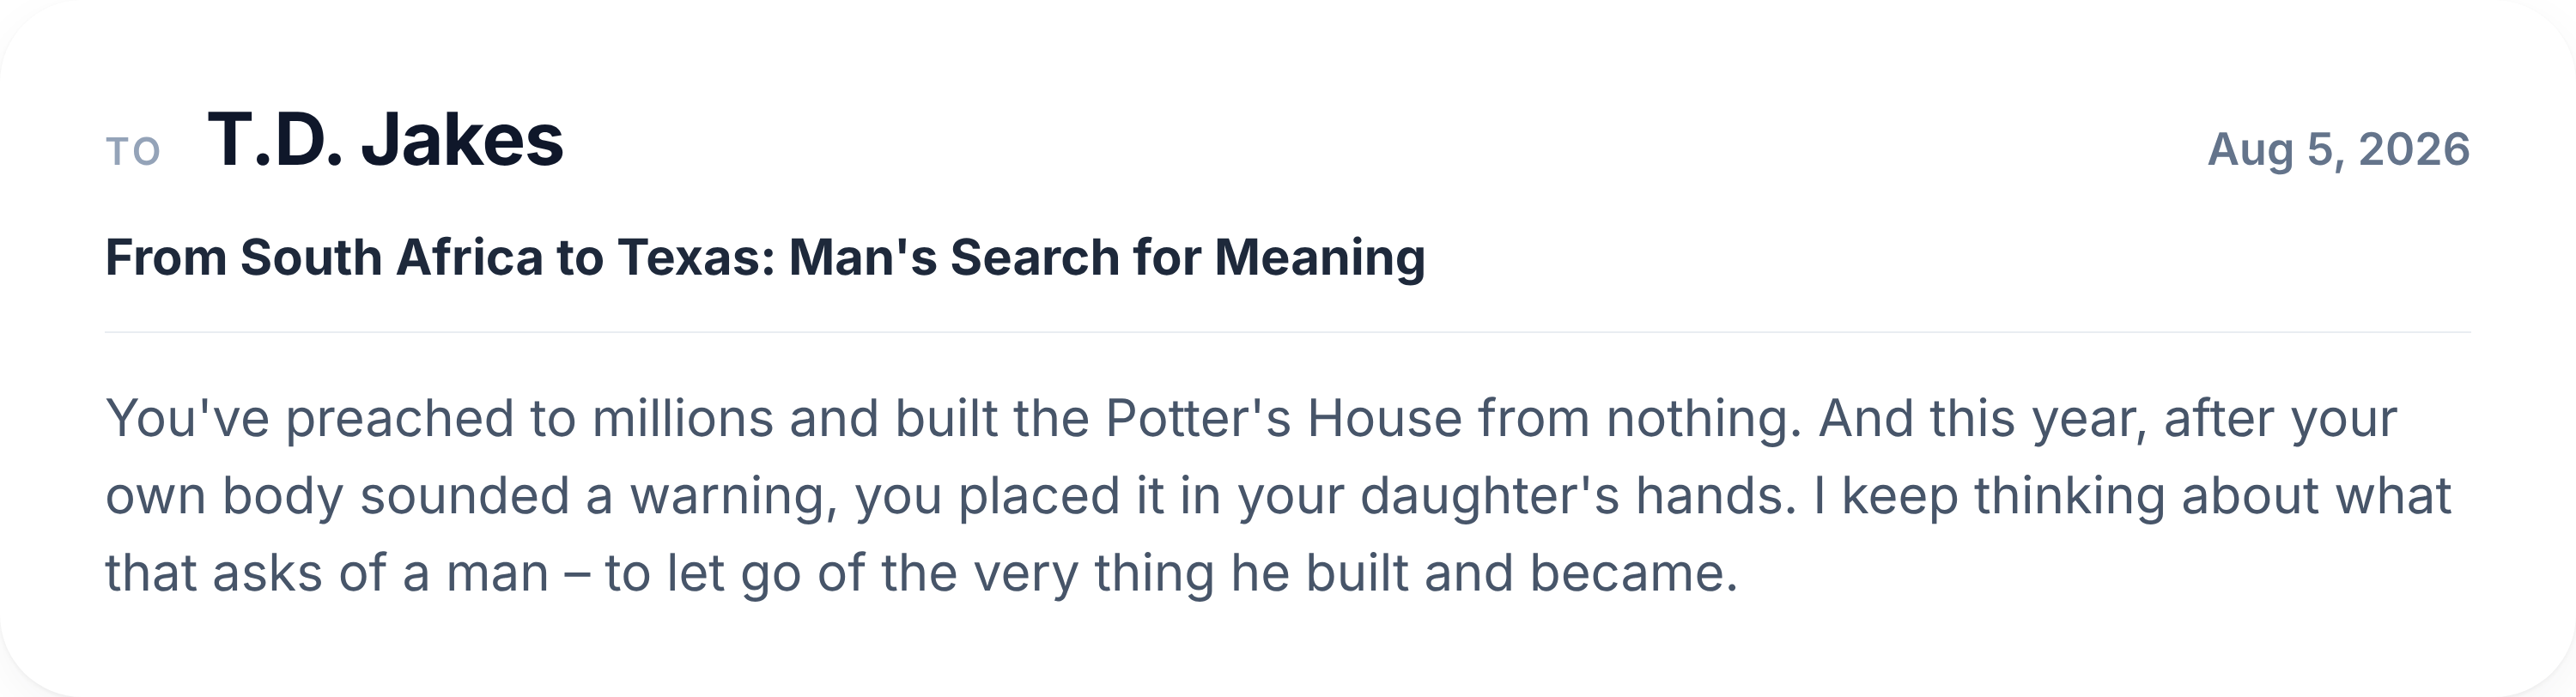 TO T.D. Jakes Aug 5, 2026
From South Africa to Texas: Man's Search for Meaning
You've preached to millions and built the Potter's House from nothing. And this year, after your
own body sounded a warning, you placed it in your daughter's hands. I keep thinking about what
that asks of a man – to let go of the very thing he built and became.